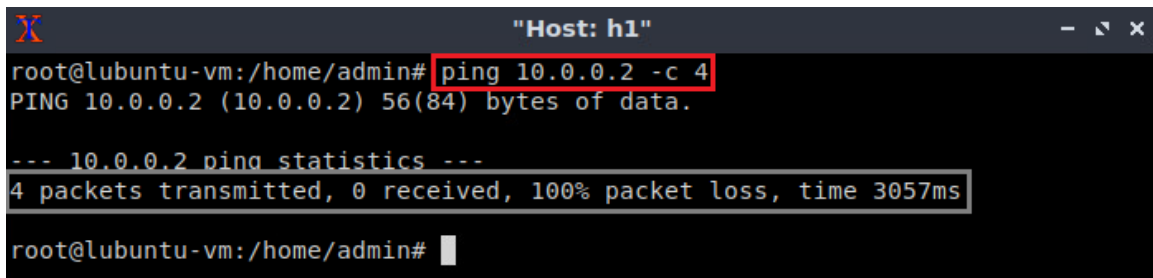 "Host: h1"
root@lubuntu-vm:/home/admin# ping 10.0.0.2 -c 4
PING 10.0.0.2 (10.0.0.2) 56(84) bytes of data.
--- 10.0.0.2 ping statistics ---
4 packets transmitted, 0 received, 100% packet loss, time 3057ms
root@lubuntu-vm:/home/admin#